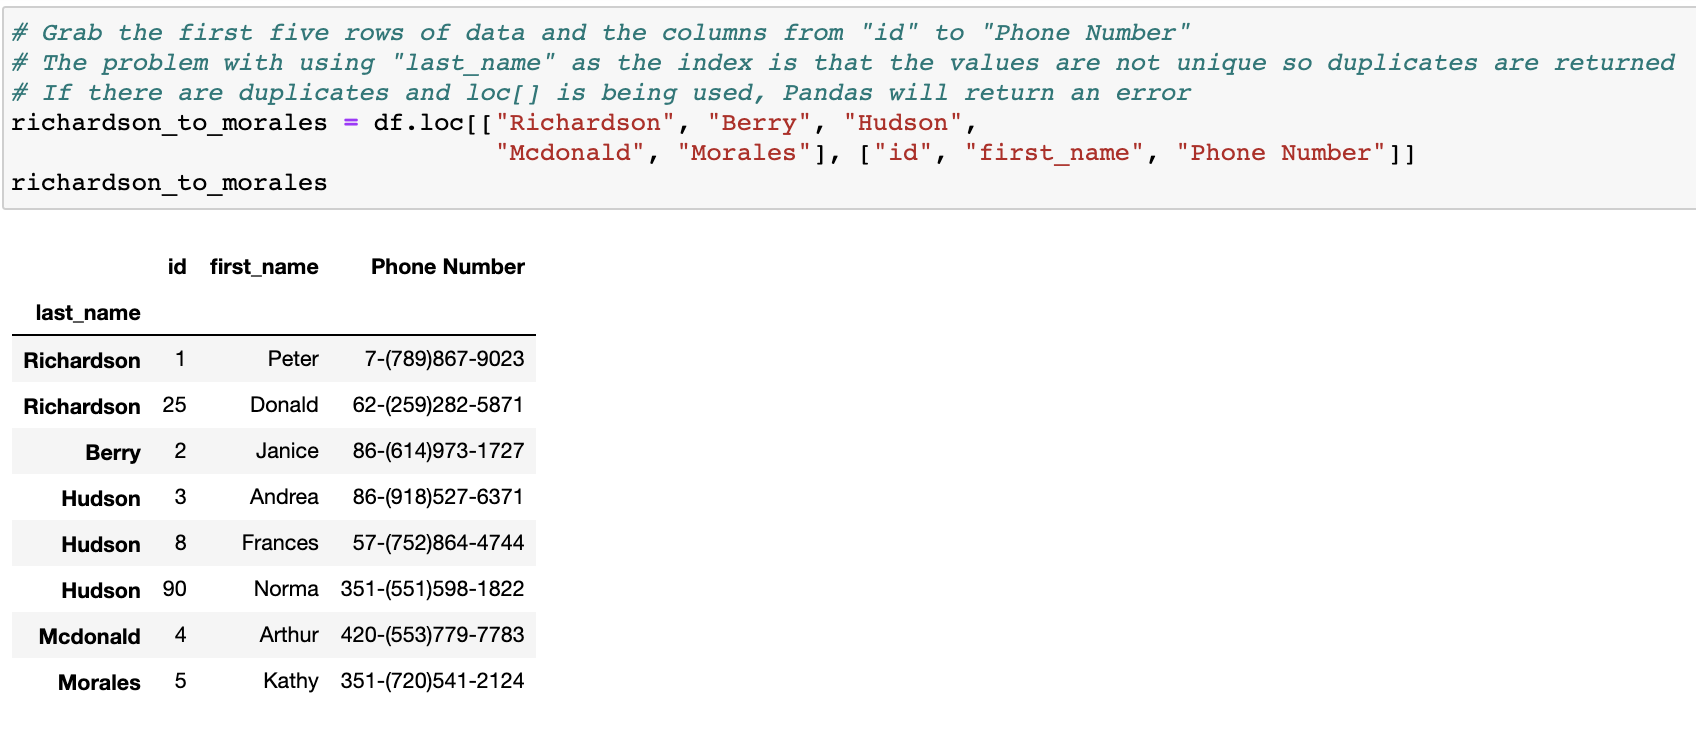 # Grab the first five rows of data and the columns from "id" to "Phone Number"
# The problem with using "last_name" as the index is that the values are not unique so duplicates are returned
# If there are duplicates and loc[] is being used, Pandas will return an error
richardson_to_morales = df.loc[["Richardson", "Berry", "Hudson",
"Mcdonald", "Morales"], ["id", "first_name", "Phone Number"]]
richardson_to_morales
id first_name Phone Number
last_name
Richardson 1 Peter 7-(789)867-9023
Richardson 25 Donald 62-(259)282-5871
Berry 2 Janice 86-(614)973-1727
Hudson 3 Andrea 86-(918)527-6371
Hudson 8 Frances 57-(752)864-4744
Hudson 90 Norma 351-(551)598-1822
Mcdonald 4 Arthur 420-(553)779-7783
Morales 5 Kathy 351-(720)541-2124